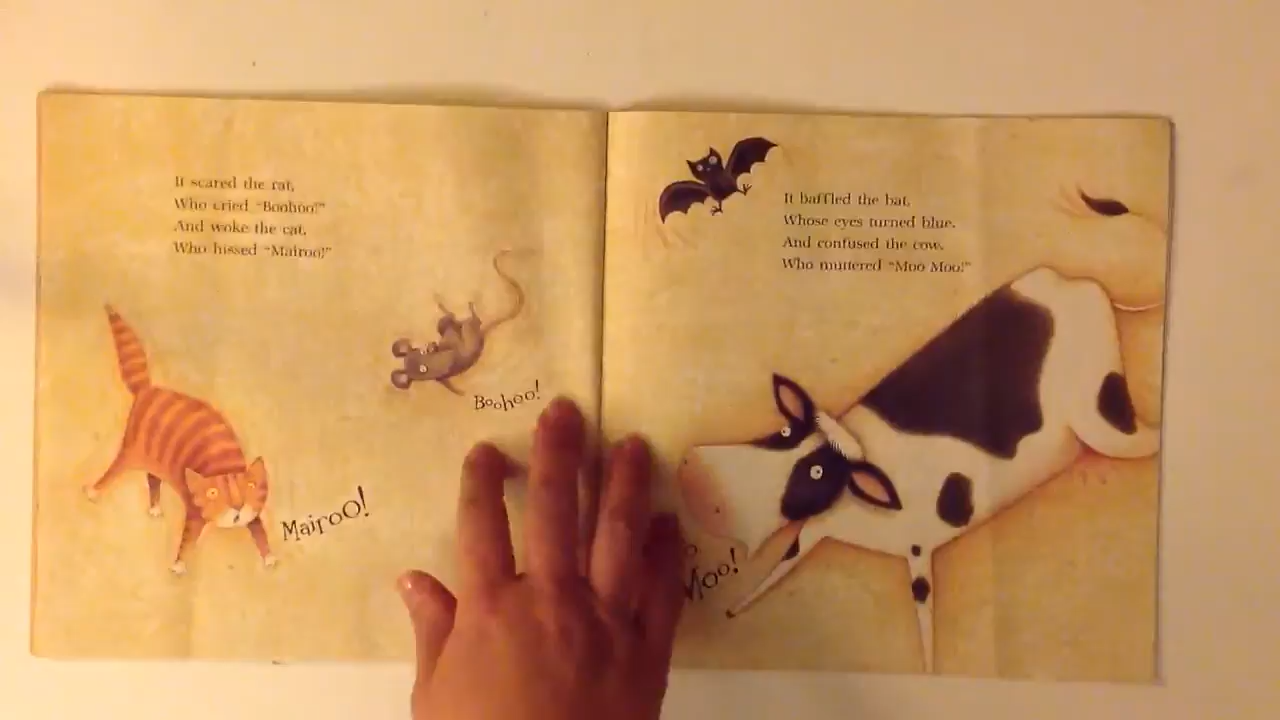 It scared the rat,
Who cried "Boohoo!"
And woke the cat,
Who hissed "Mairoo!"
Boohoo!
MairoO!
It baffled the bat,
Whose eyes turned blue.
And confused the cow,
Who muttered "Moo Moo!"
Moo!